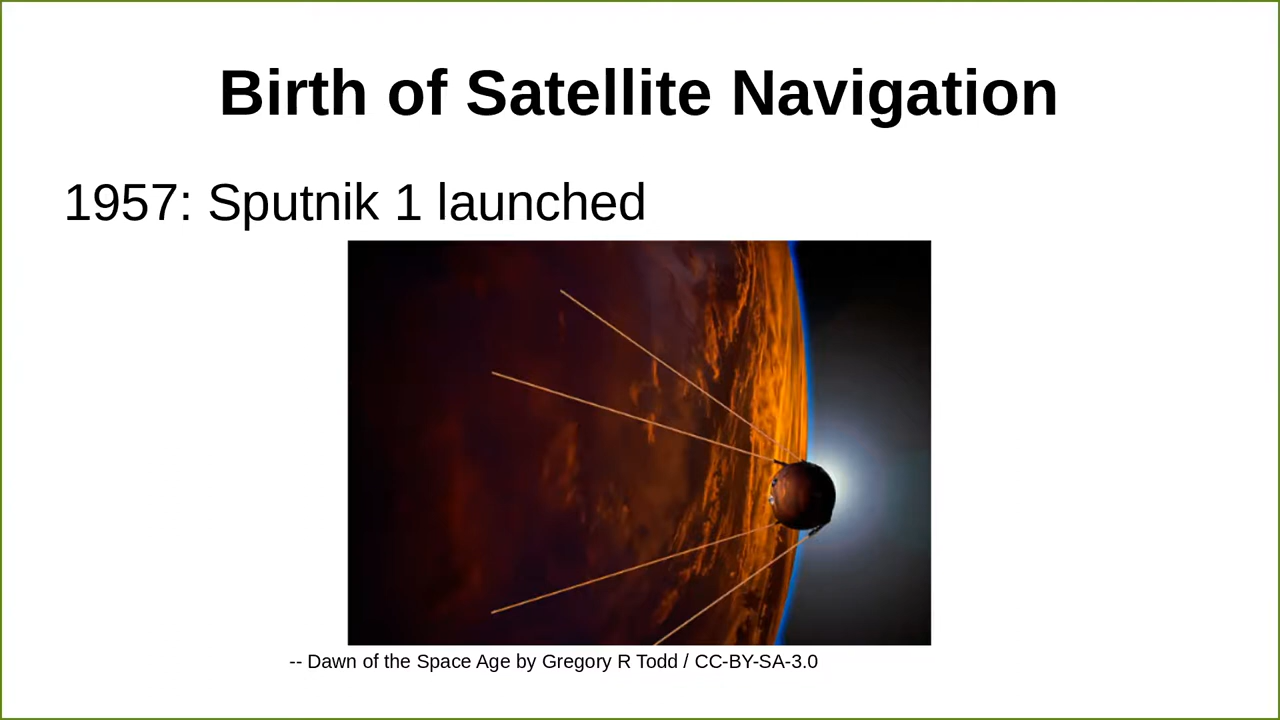 Birth of Satellite Navigation
1957: Sputnik 1 launched
-- Dawn of the Space Age by Gregory R Todd / CC-BY-SA-3.0